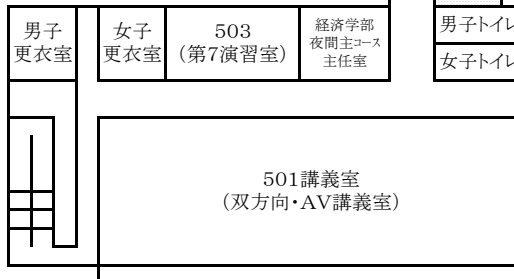 男子
更衣室
女子
更衣室
503
(第7演習室)
経済学部
夜間主コース
主任室
男子トイレ
女子トイレ
501講義室
(双方向・AV講義室)